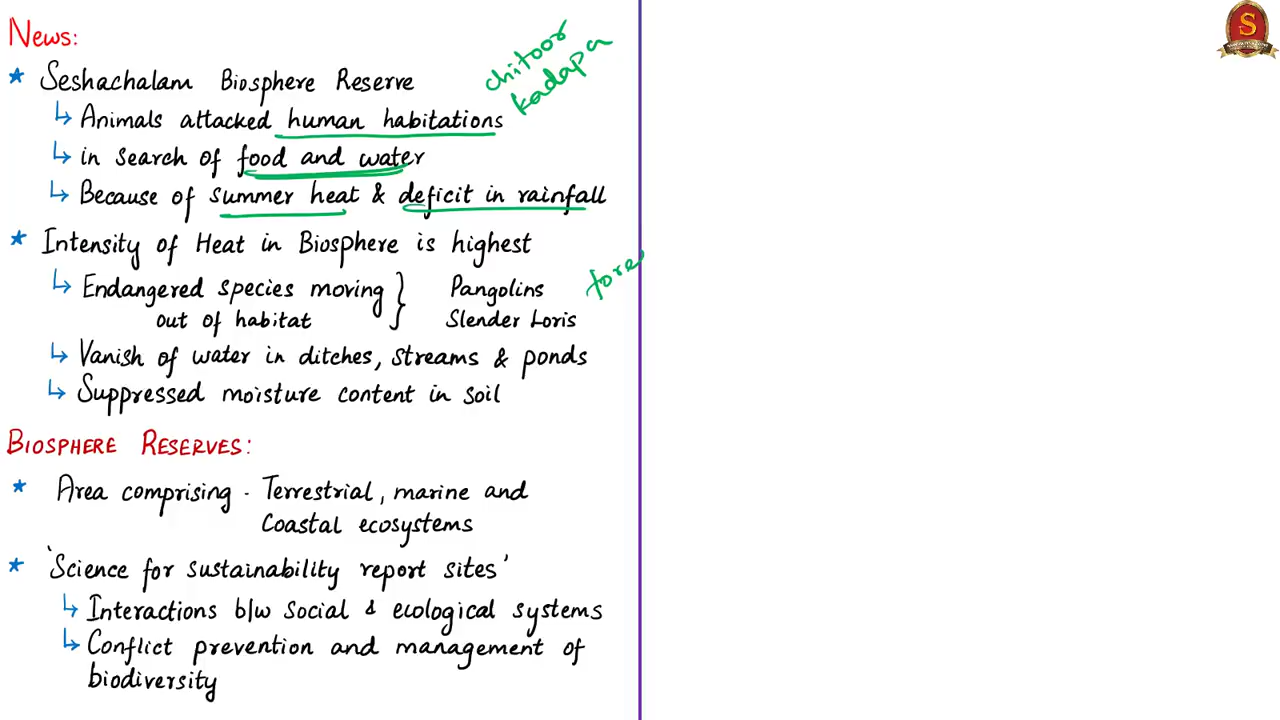 News:
chitoor
kadapa
* Seshachalam Biosphere Reserve
↳ Animals attacked human habitations
↳ in search of food and water
↳ Because of summer heat & deficit in rainfall
* Intensity of Heat in Biosphere is highest
↳ Endangered species moving } Pangolins
out of habitat Slender Loris
fore
↳ Vanish of water in ditches, streams & ponds
↳ Suppressed moisture content in soil
BIOSPHERE RESERVES:
* Area comprising - Terrestrial, marine and
Coastal ecosystems
* 'Science for sustainability report sites'
↳ Interactions b/w social & ecological systems
↳ Conflict prevention and management of
biodiversity
S